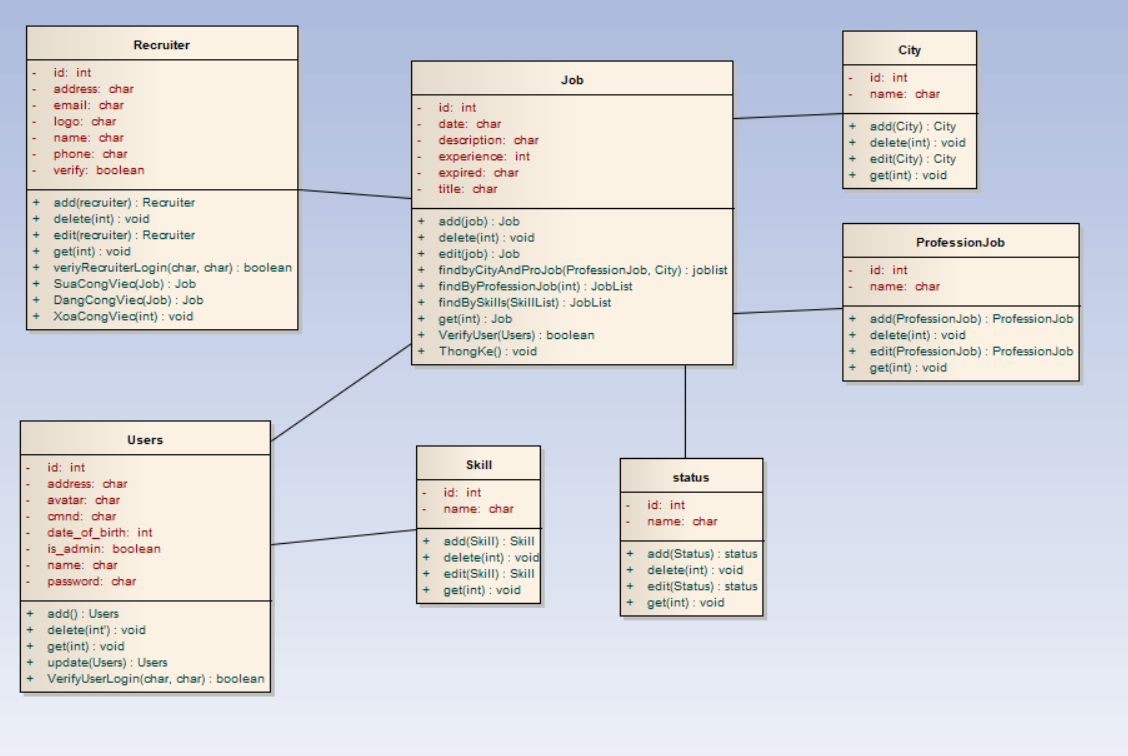 Recruiter
- id: int
- address: char
- email: char
- logo: char
- name: char
- phone: char
- verify: boolean
+ add(recruiter) : Recruiter
+ delete(int) : void
+ edit(recruiter) : Recruiter
+ get(int) : void
+ veriyRecruiterLogin(char, char) : boolean
+ SuaCongViec(Job) : Job
+ DangCongViec(Job) : Job
+ XoaCongViec(int) : void
Job
- id: int
- date: char
- description: char
- experience: int
- expired: char
- title: char
+ add(job) : Job
+ delete(int) : void
+ edit(job) : Job
+ findbyCityAndProJob(ProfessionJob, City) : joblist
+ findByProfessionJob(int) : JobList
+ findBySkills(SkillList) : JobList
+ get(int) : Job
+ VerifyUser(Users) : boolean
+ ThongKe() : void
City
- id: int
- name: char
+ add(City) : City
+ delete(int) : void
+ edit(City) : City
+ get(int) : void
ProfessionJob
- id: int
- name: char
+ add(ProfessionJob) : ProfessionJob
+ delete(int) : void
+ edit(ProfessionJob) : ProfessionJob
+ get(int) : void
Users
- id: int
- address: char
- avatar: char
- cmnd: char
- date_of_birth: int
- is_admin: boolean
- name: char
- password: char
+ add() : Users
+ delete(int') : void
+ get(int) : void
+ update(Users) : Users
+ VerifyUserLogin(char, char) : boolean
Skill
- id: int
- name: char
+ add(Skill) : Skill
+ delete(int) : void
+ edit(Skill) : Skill
+ get(int) : void
status
- id: int
- name: char
+ add(Status) : status
+ delete(int) : void
+ edit(Status) : status
+ get(int) : void